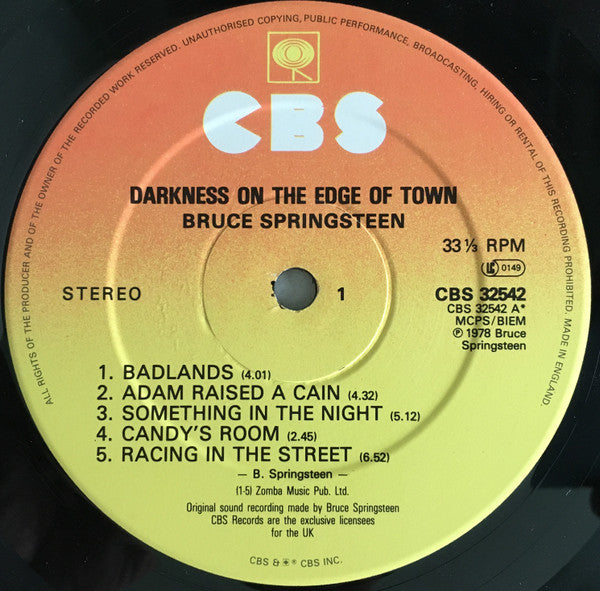 ALL RIGHTS OF THE PRODUCER AND OF THE OWNER OF THE RECORDED WORK RESERVED. UNAUTHORISED COPYING, PUBLIC PERFORMANCE, BROADCASTING, HIRING OR RENTAL OF THIS RECORDING PROHIBITED. MADE IN ENGLAND.
CBS
DARKNESS ON THE EDGE OF TOWN
BRUCE SPRINGSTEEN
33⅓ RPM
LC 0149
STEREO
1
CBS 32542
CBS 32542 A*
MCPS/BIEM
℗ 1978 Bruce
Springsteen
1. BADLANDS (4.01)
2. ADAM RAISED A CAIN (4.32)
3. SOMETHING IN THE NIGHT (5.12)
4. CANDY'S ROOM (2.45)
5. RACING IN THE STREET (6.52)
— B. Springsteen —
(1-5) Zomba Music Pub. Ltd.
Original sound recording made by Bruce Springsteen
CBS Records are the exclusive licensees
for the UK
CBS & ® CBS INC.